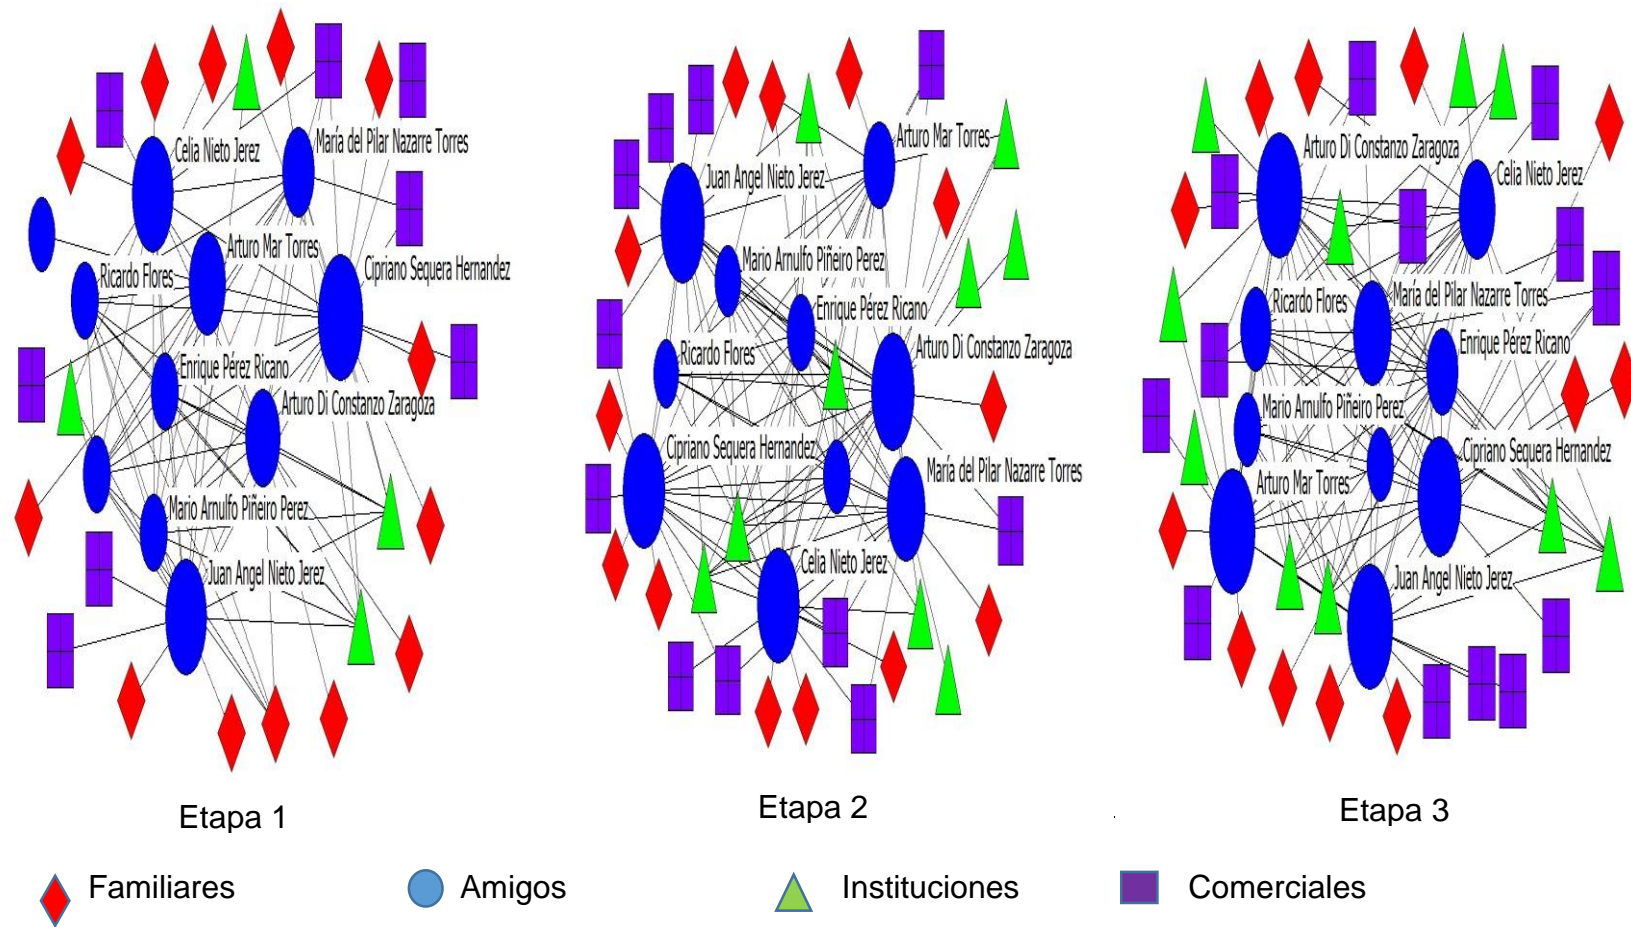 Celia Nieto Jerez
María del Pilar Nazarre Torres
Arturo Mar Torres
Ricardo Flores
Cipriano Sequera Hernandez
Enrique Pérez Ricano
Arturo Di Constanzo Zaragoza
Mario Arnulfo Piñeiro Perez
Juan Angel Nieto Jerez
Etapa 1
Arturo Mar Torres
Juan Angel Nieto Jerez
Mario Arnulfo Piñeiro Perez
Enrique Pérez Ricano
Ricardo Flores
Arturo Di Constanzo Zaragoza
Cipriano Sequera Hernandez
María del Pilar Nazarre Torres
Celia Nieto Jerez
Etapa 2
Arturo Di Constanzo Zaragoza
Celia Nieto Jerez
Ricardo Flores
María del Pilar Nazarre Torres
Enrique Pérez Ricano
Mario Arnulfo Piñeiro Perez
Cipriano Sequera Hernandez
Arturo Mar Torres
Juan Angel Nieto Jerez
Etapa 3
Familiares
Amigos
Instituciones
Comerciales